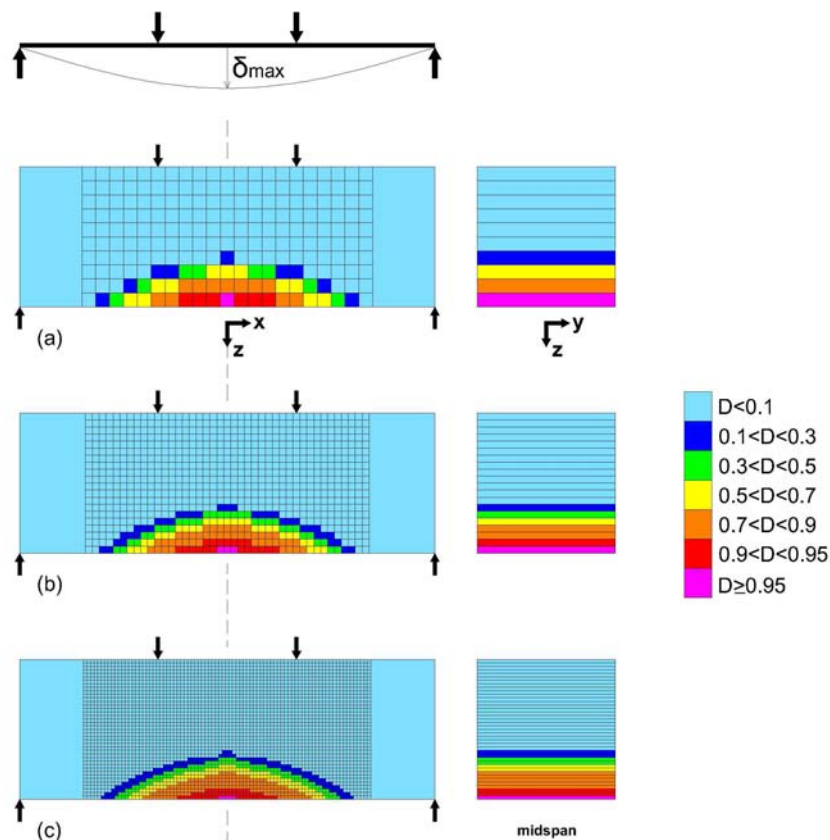 δmax
x
z
y
z
(a)
(b)
D<0.1
0.1<D<0.3
0.3<D<0.5
0.5<D<0.7
0.7<D<0.9
0.9<D<0.95
D≥0.95
(c)
midspan